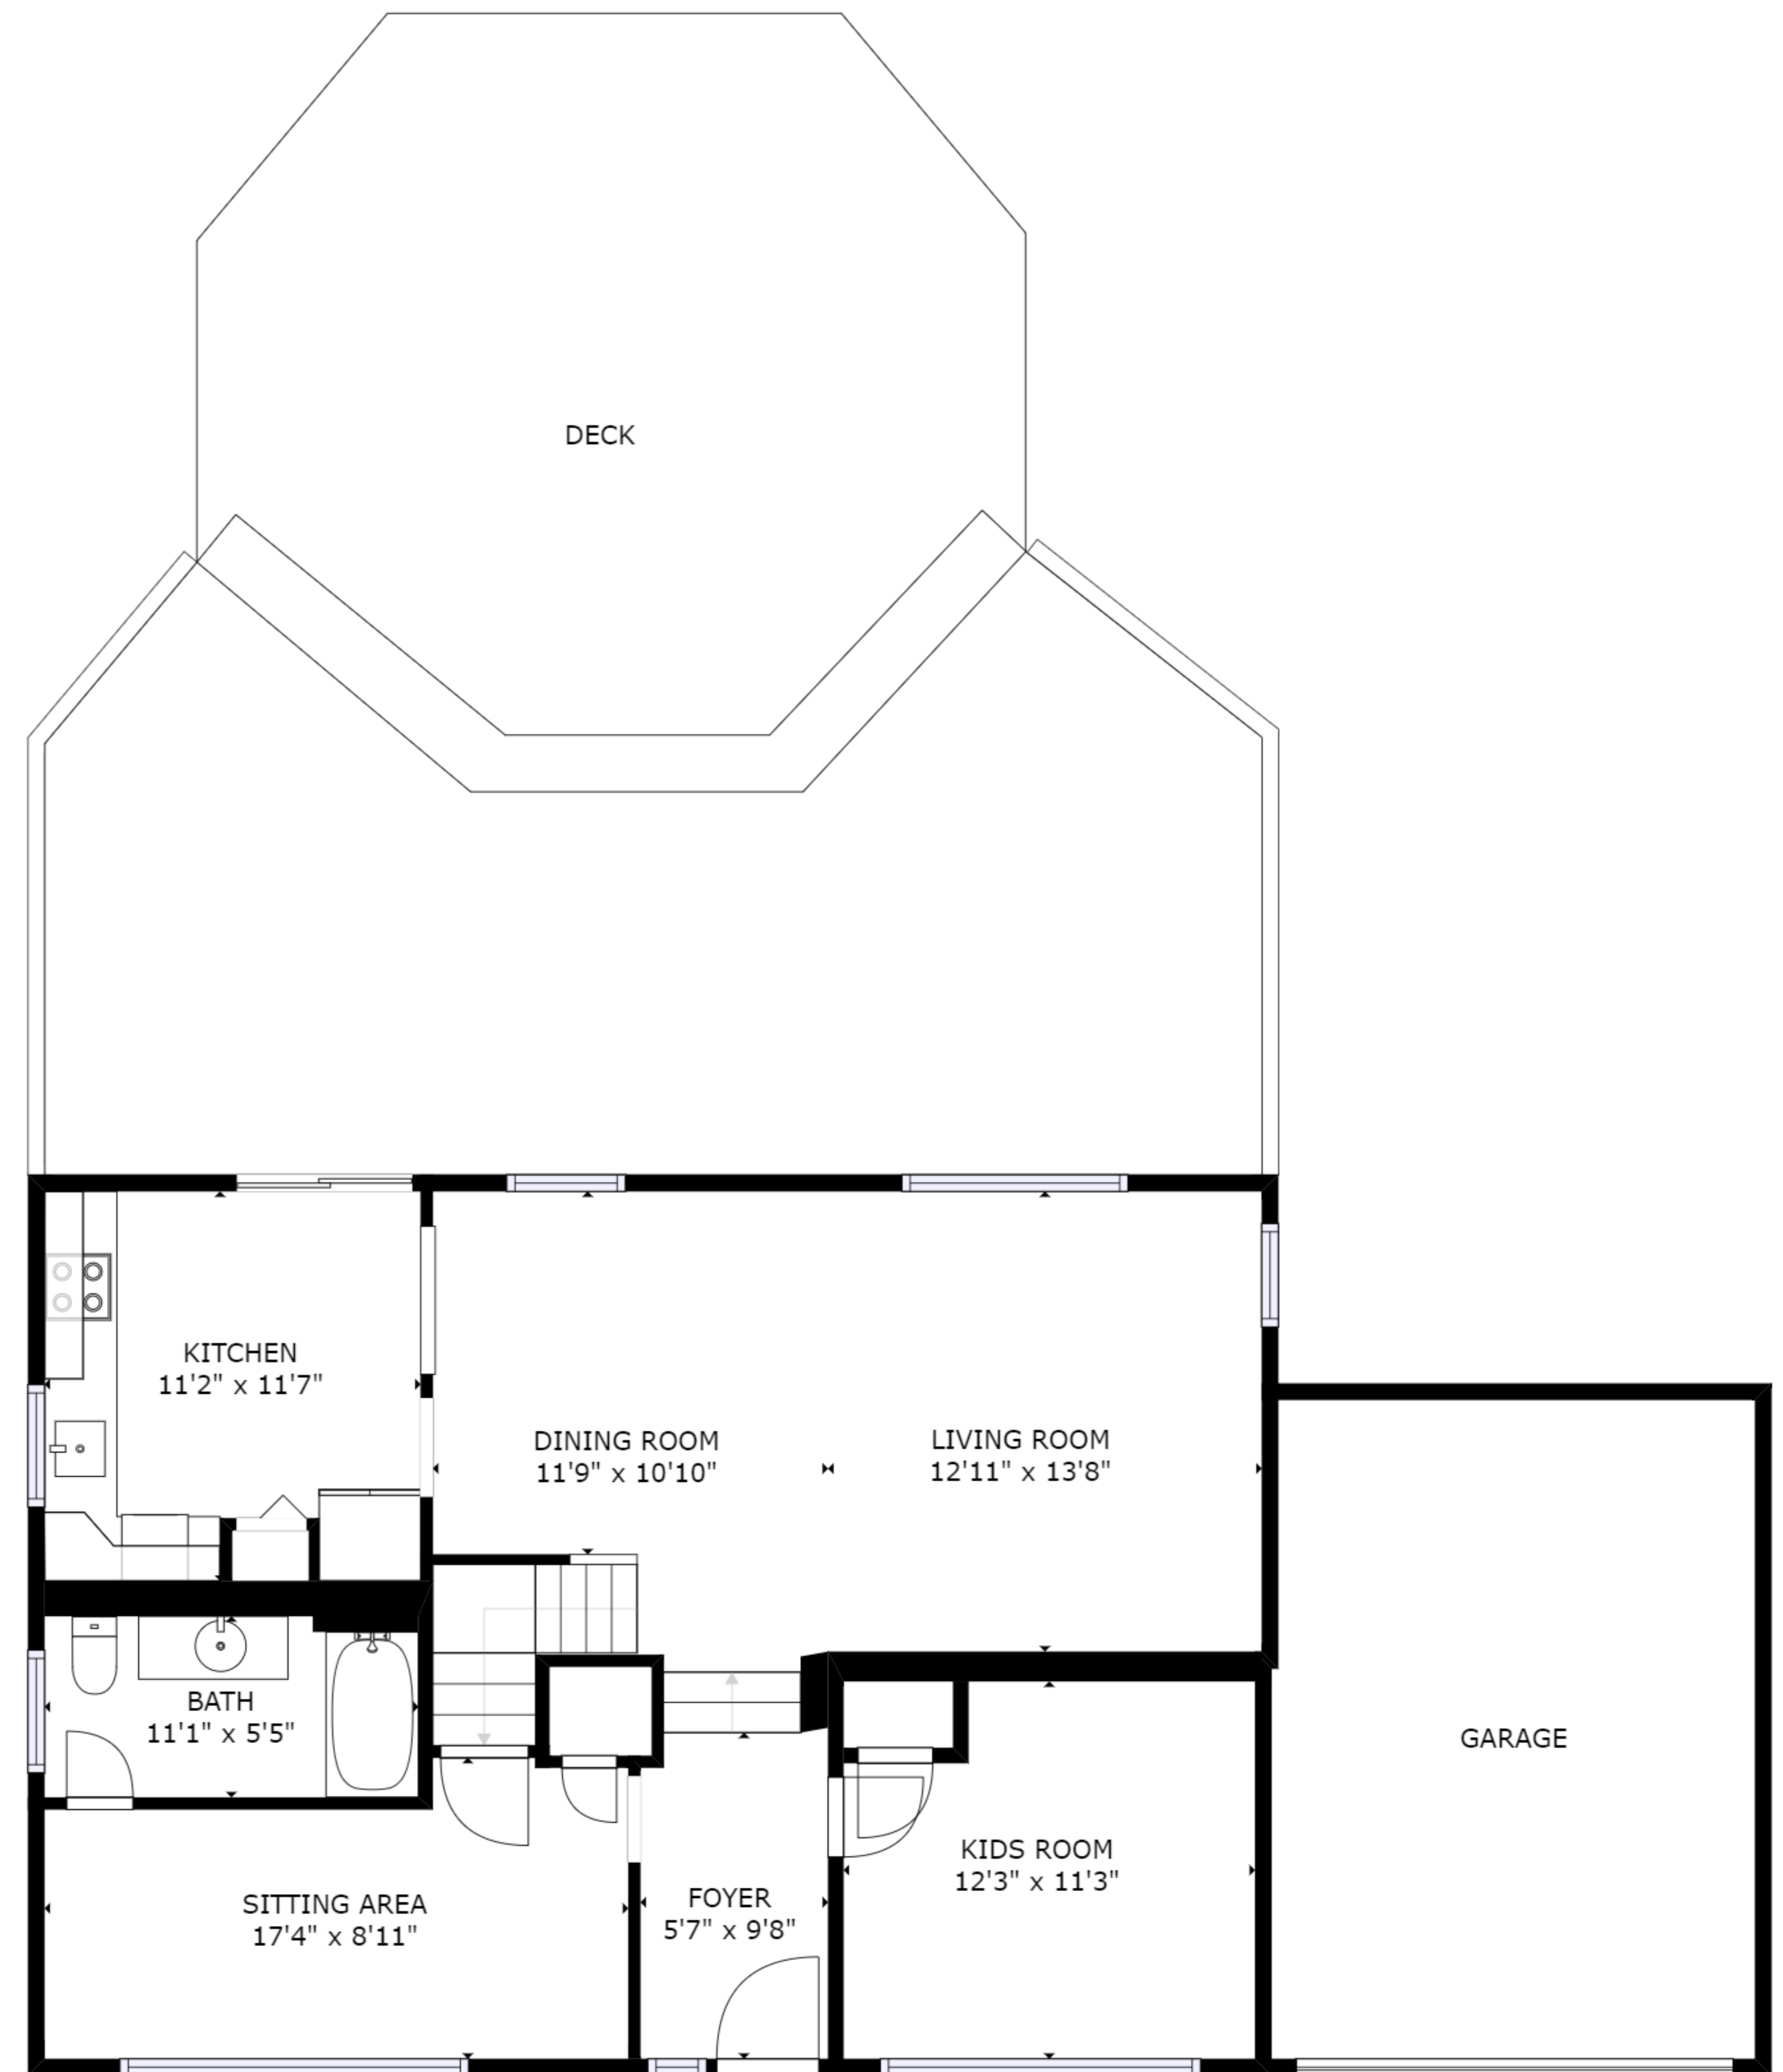 DECK
KITCHEN
11'2" x 11'7"
DINING ROOM
11'9" x 10'10"
LIVING ROOM
12'11" x 13'8"
BATH
11'1" x 5'5"
GARAGE
KIDS ROOM
12'3" x 11'3"
SITTING AREA
17'4" x 8'11"
FOYER
5'7" x 9'8"